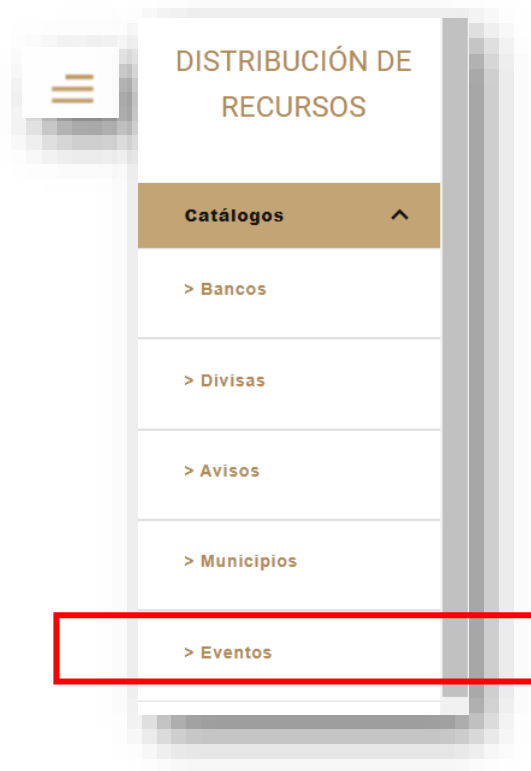 DISTRIBUCIÓN DE
RECURSOS
Catálogos
> Bancos
> Divisas
> Avisos
> Municipios
> Eventos